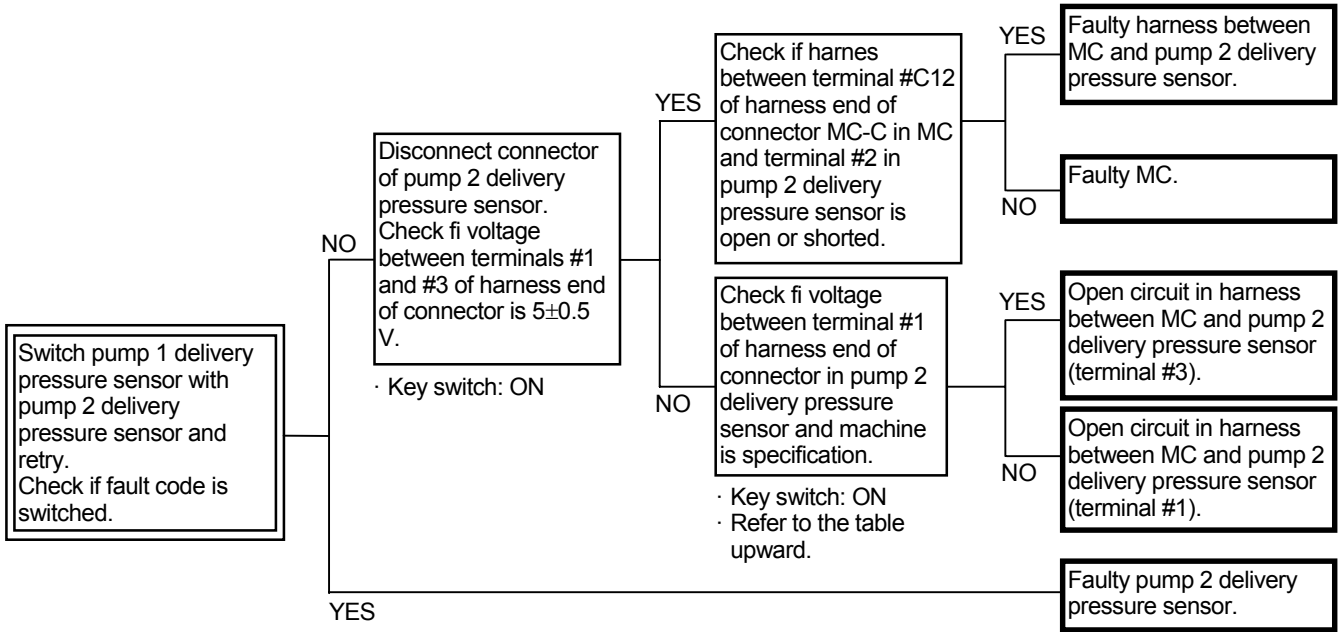 Switch pump 1 delivery
pressure sensor with
pump 2 delivery
pressure sensor and
retry.
Check if fault code is
switched.
NO
Disconnect connector
of pump 2 delivery
pressure sensor.
Check fi voltage
between terminals #1
and #3 of harness end
of connector is 5±0.5
V.
· Key switch: ON
YES
Check if harnes
between terminal #C12
of harness end of
connector MC-C in MC
and terminal #2 in
pump 2 delivery
pressure sensor is
open or shorted.
YES
Faulty harness between
MC and pump 2 delivery
pressure sensor.
NO
Faulty MC.
NO
Check fi voltage
between terminal #1
of harness end of
connector in pump 2
delivery pressure
sensor and machine
is specification.
· Key switch: ON
· Refer to the table
upward.
YES
Open circuit in harness
between MC and pump 2
delivery pressure sensor
(terminal #3).
NO
Open circuit in harness
between MC and pump 2
delivery pressure sensor
(terminal #1).
YES
Faulty pump 2 delivery
pressure sensor.